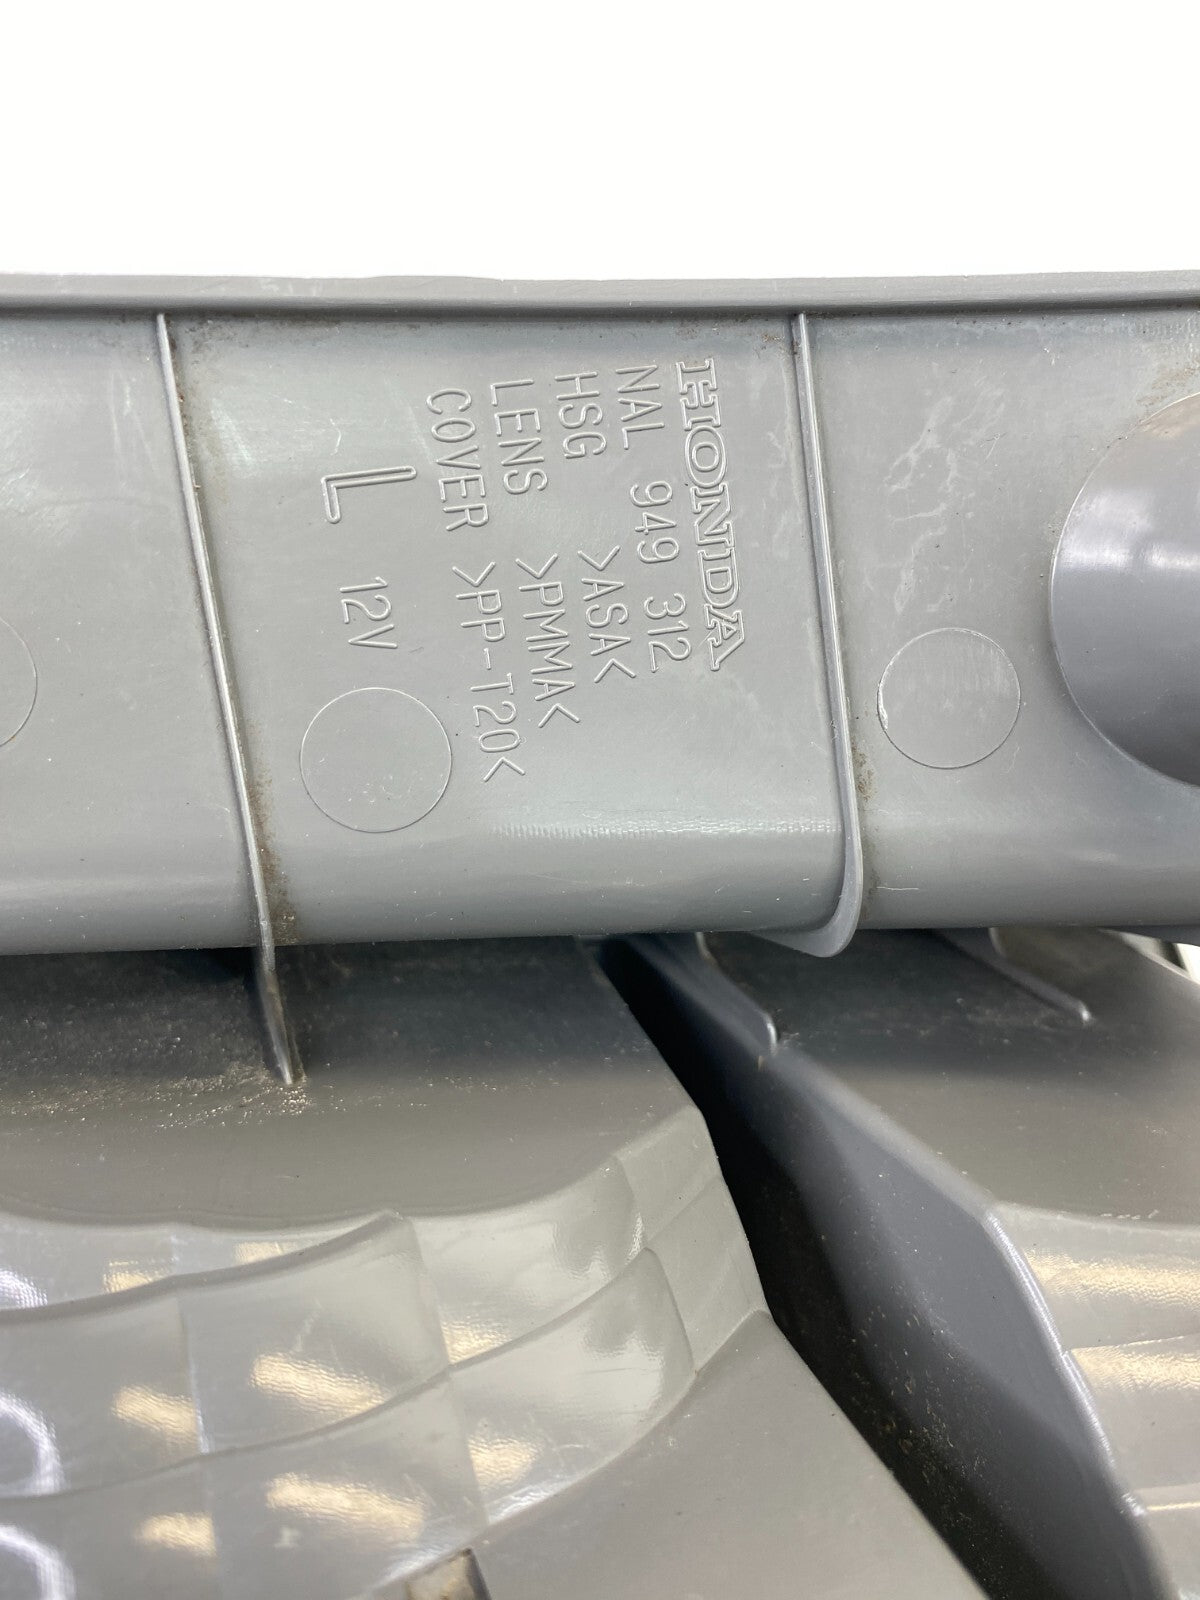 HONDA
NAL 949 312
HSG >ASA<
LENS >PMMA<
COVER >PP-T20<
L 12V